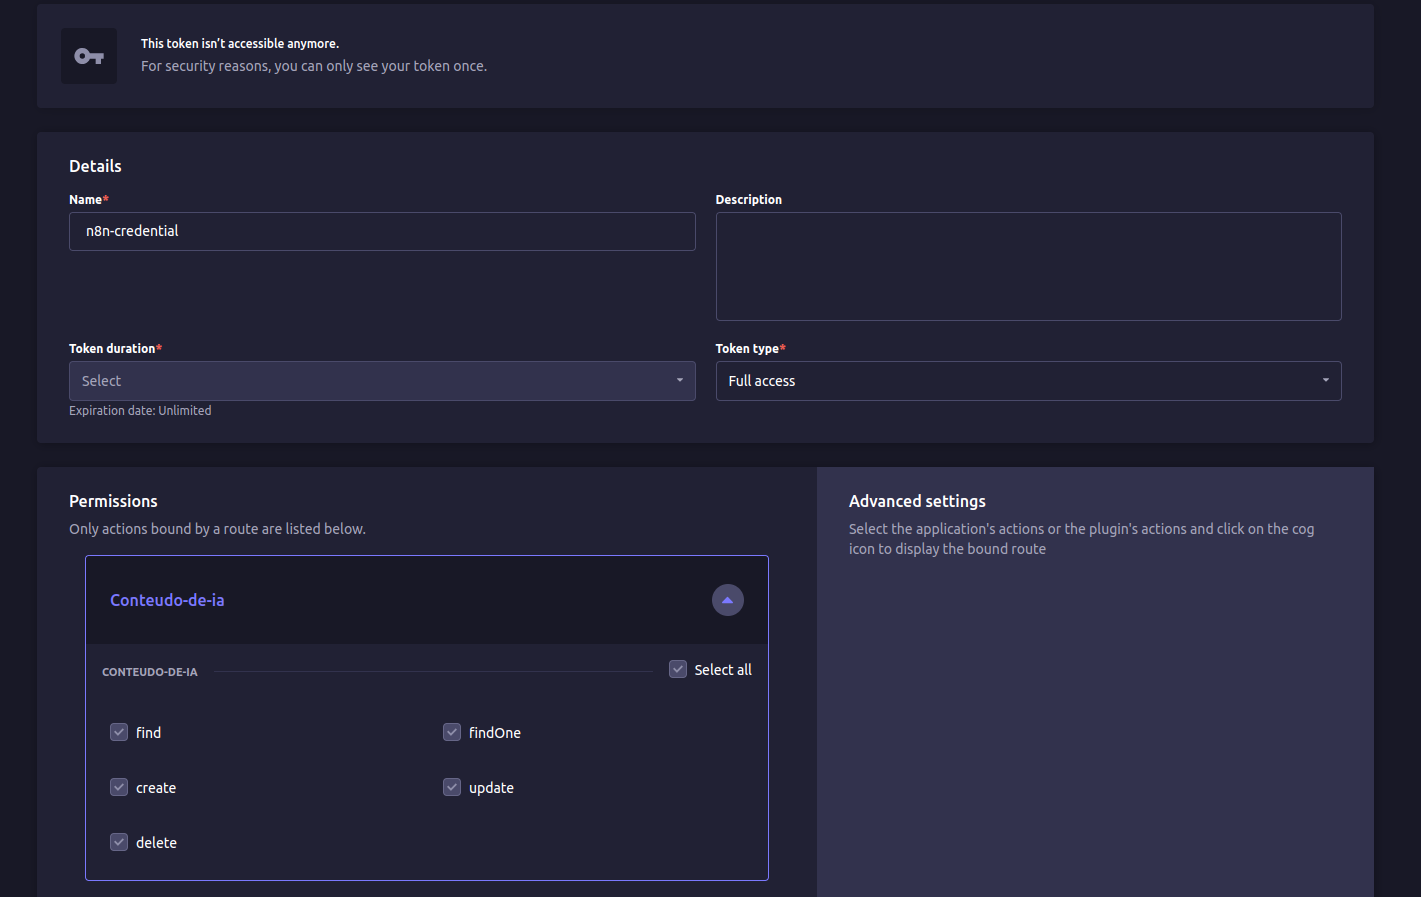 This token isn't accessible anymore.
For security reasons, you can only see your token once.
Details
Name*
n8n-credential
Description
Token duration*
Select
Expiration date: Unlimited
Token type*
Full access
Permissions
Only actions bound by a route are listed below.
Conteudo-de-ia
CONTEUDO-DE-IA
Select all
find
findOne
create
update
delete
Advanced settings
Select the application's actions or the plugin's actions and click on the cog
icon to display the bound route